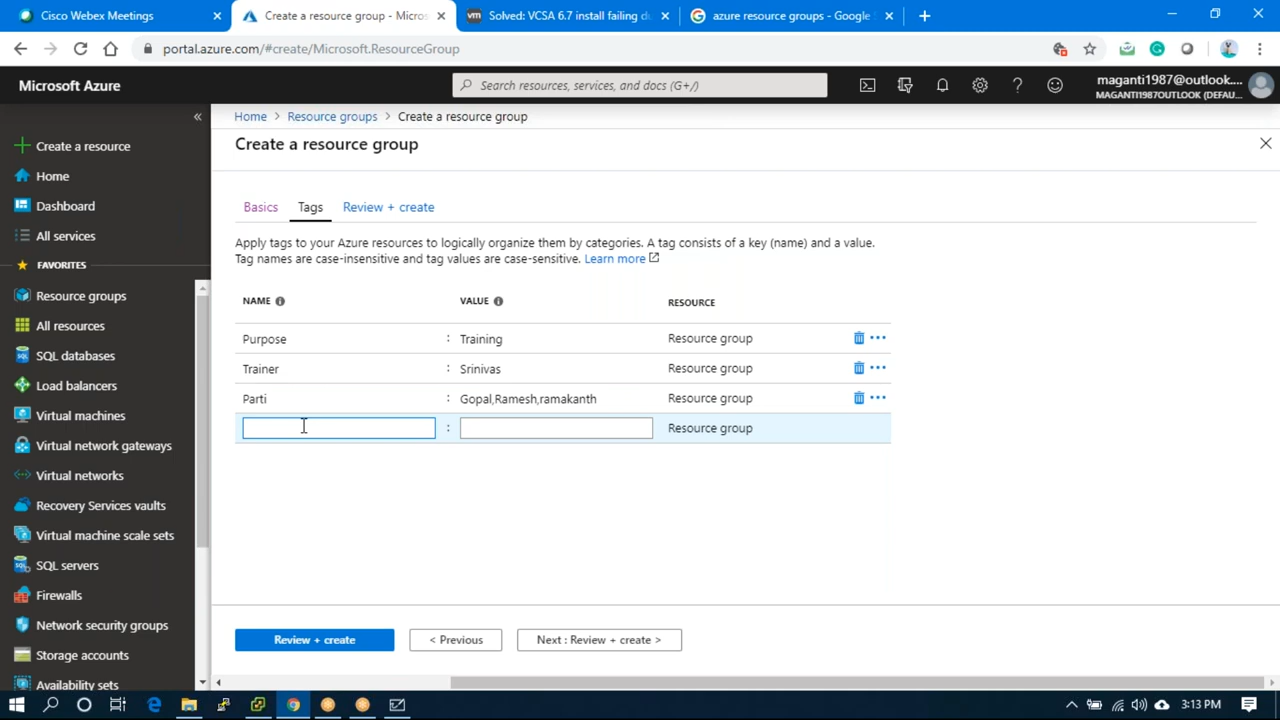 Cisco Webex Meetings
Create a resource group - Micros
Solved: VCSA 6.7 install failing du
azure resource groups - Google S
portal.azure.com/#create/Microsoft.ResourceGroup
Microsoft Azure
Search resources, services, and docs (G+/)
maganti1987@outlook....
MAGANTI1987OUTLOOK (DEFAU...
Create a resource
Home
Dashboard
All services
FAVORITES
Resource groups
All resources
SQL databases
Load balancers
Virtual machines
Virtual network gateways
Virtual networks
Recovery Services vaults
Virtual machine scale sets
SQL servers
Firewalls
Network security groups
Storage accounts
Availability sets
Home > Resource groups > Create a resource group
Create a resource group
Basics Tags Review + create
Apply tags to your Azure resources to logically organize them by categories. A tag consists of a key (name) and a value.
Tag names are case-insensitive and tag values are case-sensitive. Learn more
NAME VALUE RESOURCE
Purpose : Training Resource group
Trainer : Srinivas Resource group
Parti : Gopal,Ramesh,ramakanth Resource group
: Resource group
Review + create < Previous Next : Review + create >
3:13 PM